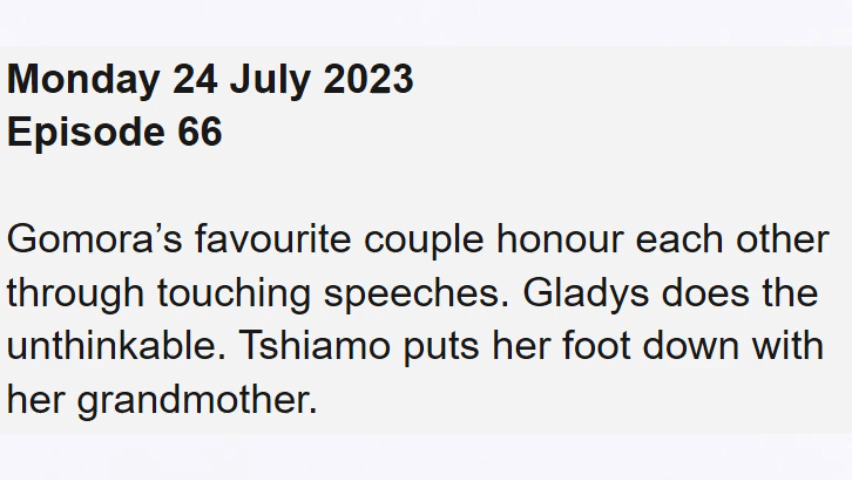 Monday 24 July 2023
Episode 66
Gomora’s favourite couple honour each other
through touching speeches. Gladys does the
unthinkable. Tshiamo puts her foot down with
her grandmother.